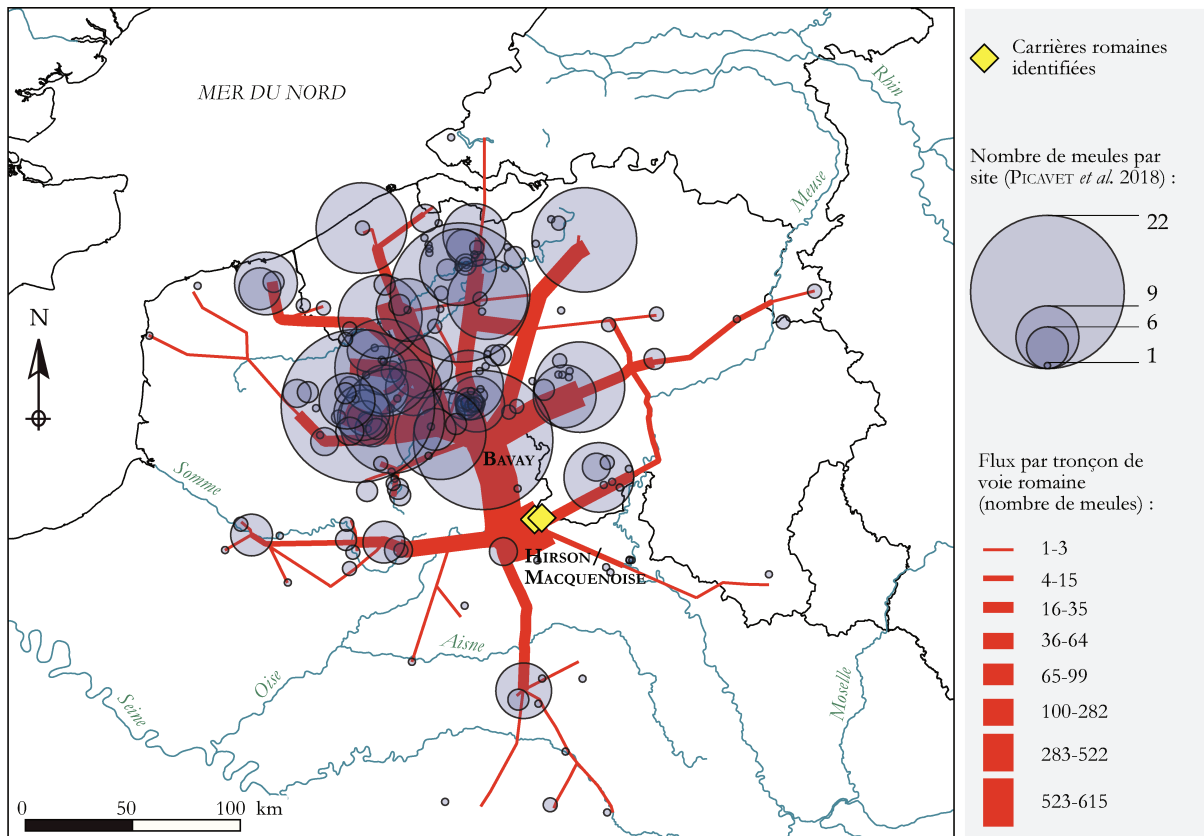 MER DU NORD
Rhin
Meuse
N
Somme
BAVAY
HIRSON/
MACQUENOISE
Aisne
Oise
Seine
Moselle
0 50 100 km
Carrières romaines
identifiées
Nombre de meules par
site (PICAVET et al. 2018) :
22
9
6
1
Flux par tronçon de
voie romaine
(nombre de meules) :
1-3
4-15
16-35
36-64
65-99
100-282
283-522
523-615